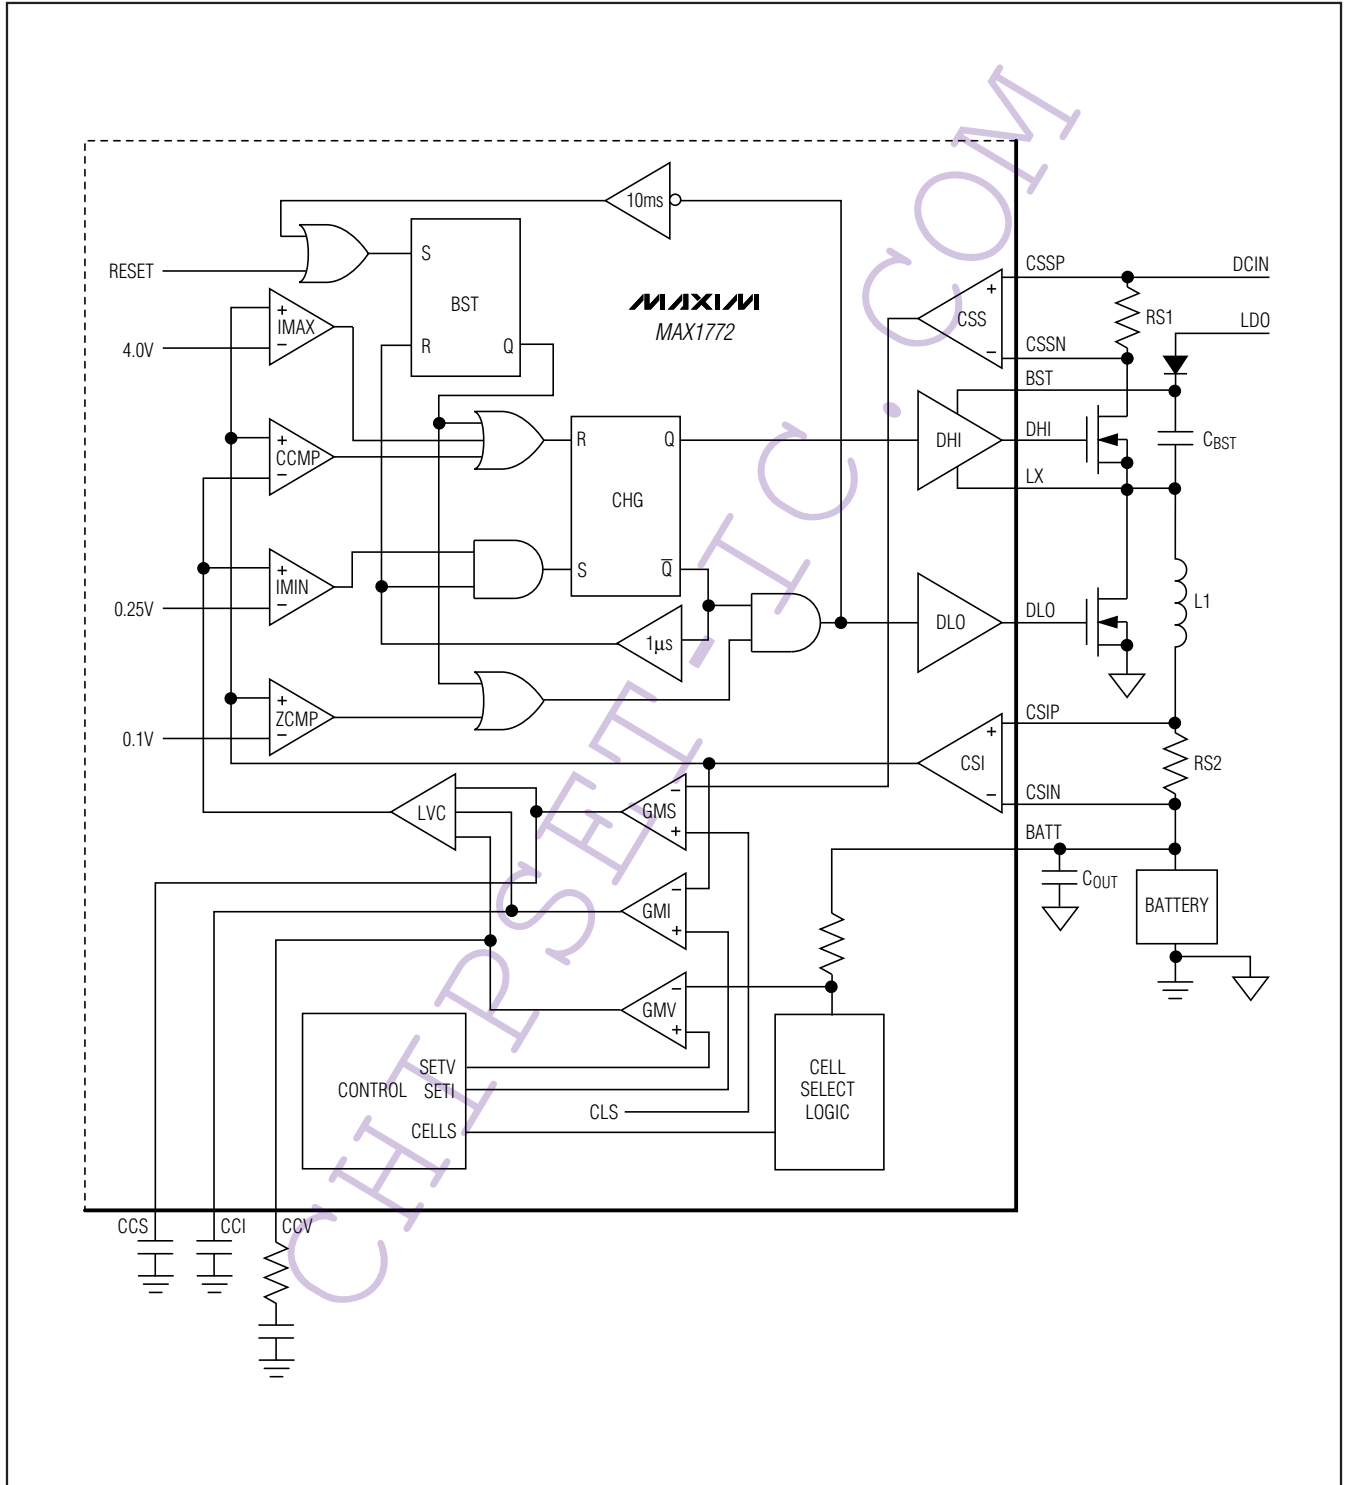 10ms
RESET
S
BST
R
Q
MAXIM
MAX1772
+
IMAX
−
4.0V
CSSP
DCIN
+
CSS
−
RS1
LDO
CSSN
BST
DHI
DHI
CBST
LX
+
CCMP
−
R
Q
CHG
S
Q̅
+
IMIN
−
0.25V
1µs
DLO
DLO
L1
+
ZCMP
−
0.1V
CSIP
+
CSI
−
RS2
CSIN
LVC
−
GMS
+
BATT
COUT
BATTERY
−
GMI
+
−
GMV
+
SETV
CONTROL
SETI
CELLS
CLS
CELL
SELECT
LOGIC
CCS
CCI
CCV
CHIPSET-IC.COM